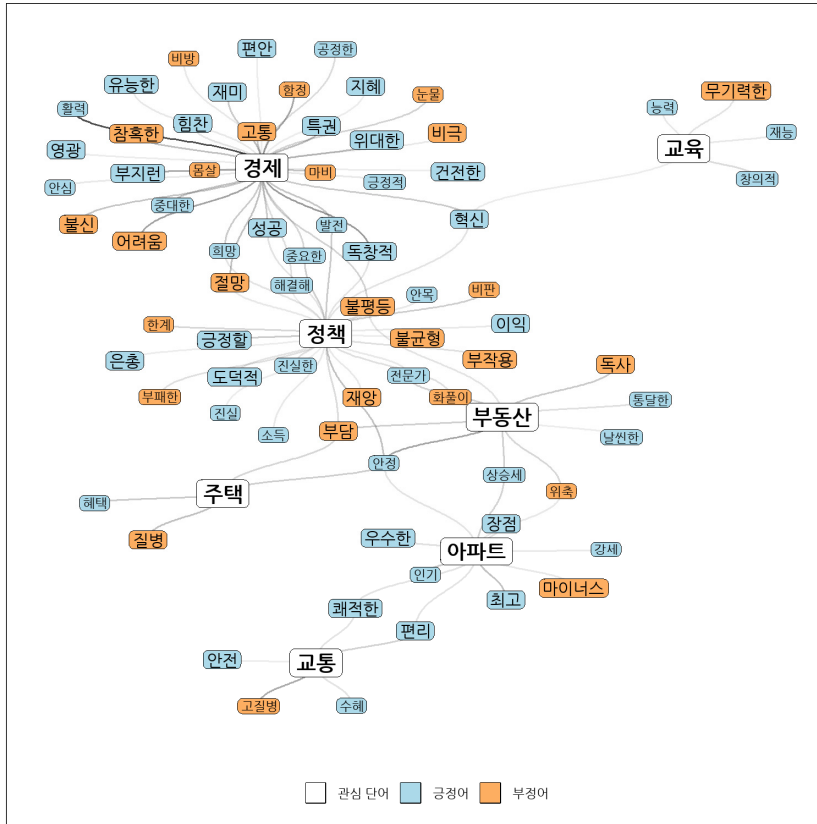 편안
공정한
비방
유능한
재미
함정
지혜
눈물
활력
참혹한
힘찬
고통
특권
위대한
비극
영광
경제
부지런
몸살
마비
긍정적
건전한
안심
중대한
불신
어려움
성공
발전
혁신
희망
중요한
독창적
절망
해결해
무기력한
능력
재능
교육
창의적
불평등
안목
비판
한계
긍정할
정책
불균형
이익
은총
진실한
부작용
독사
도덕적
전문가
부패한
재앙
화풀이
통달한
진실
부동산
소득
부담
날씬한
안정
상승세
위축
혜택
주택
장점
질병
우수한
아파트
강세
인기
마이너스
최고
쾌적한
편리
안전
교통
고질병
수혜
관심 단어 긍정어 부정어